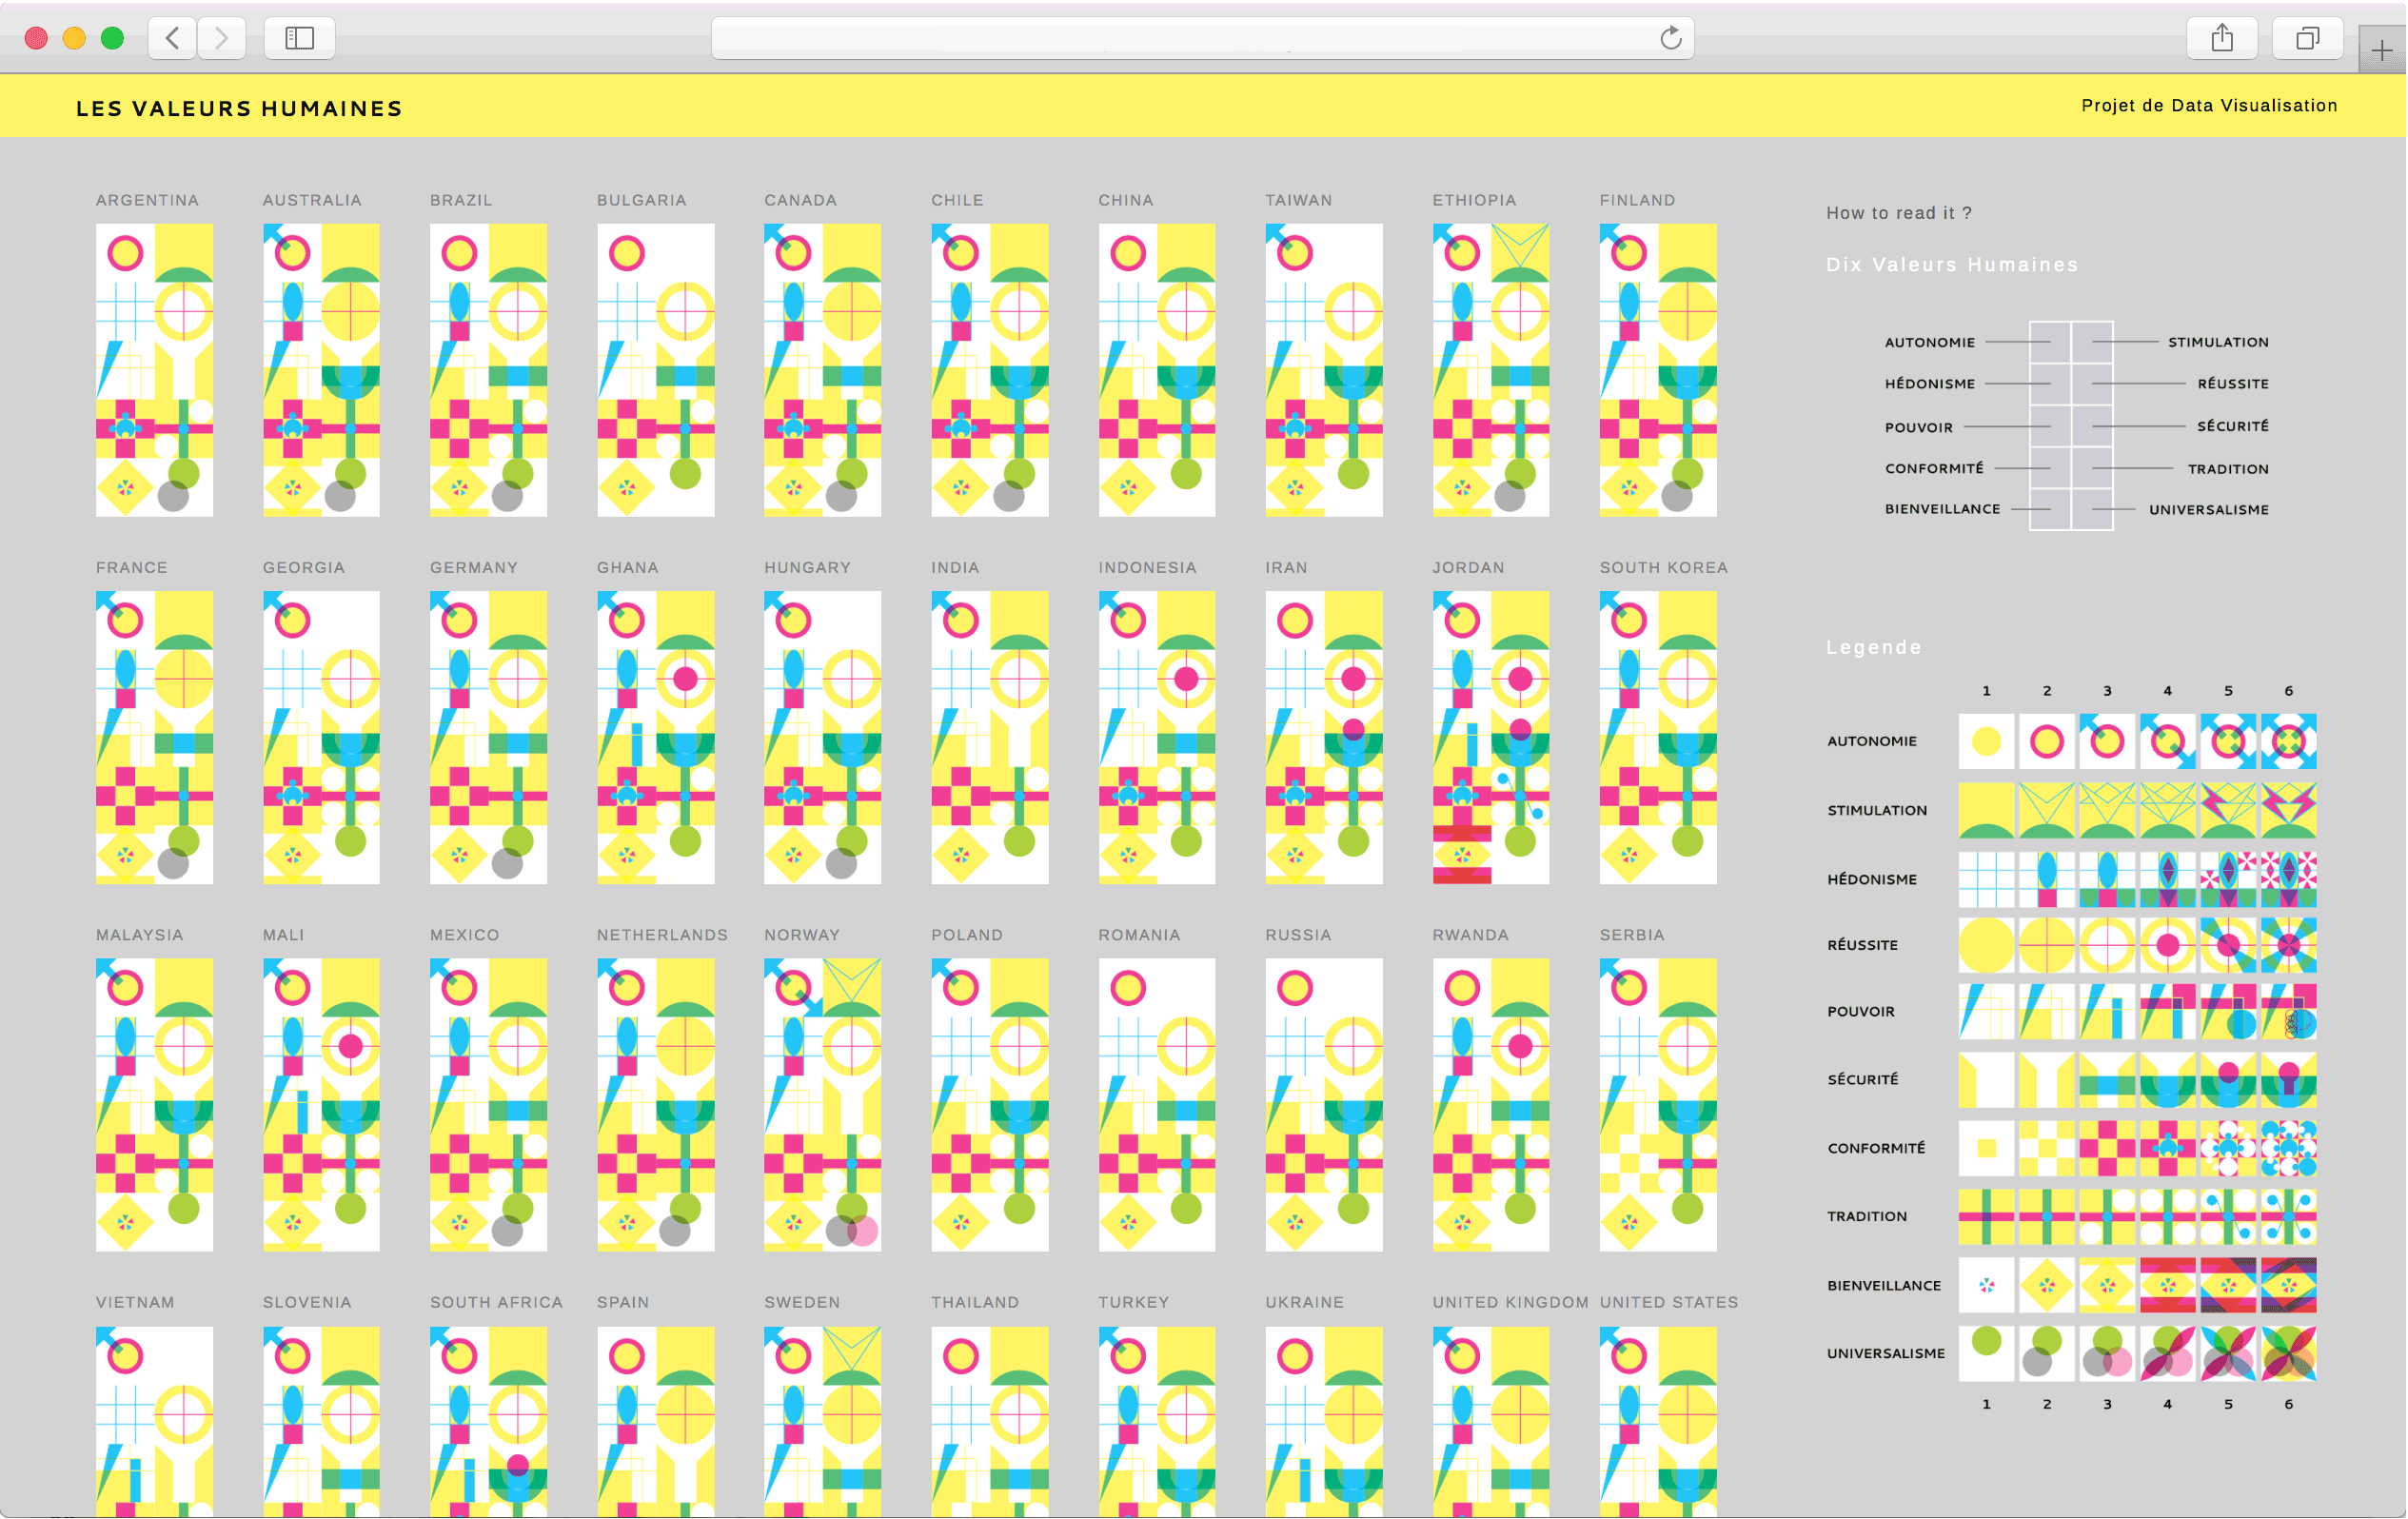 LES VALEURS HUMAINES
Projet de Data Visualisation
ARGENTINA AUSTRALIA BRAZIL BULGARIA CANADA CHILE CHINA TAIWAN ETHIOPIA FINLAND
FRANCE GEORGIA GERMANY GHANA HUNGARY INDIA INDONESIA IRAN JORDAN SOUTH KOREA
MALAYSIA MALI MEXICO NETHERLANDS NORWAY POLAND ROMANIA RUSSIA RWANDA SERBIA
VIETNAM SLOVENIA SOUTH AFRICA SPAIN SWEDEN THAILAND TURKEY UKRAINE UNITED KINGDOM UNITED STATES
How to read it ?
Dix Valeurs Humaines
AUTONOMIE STIMULATION
HÉDONISME RÉUSSITE
POUVOIR SÉCURITÉ
CONFORMITÉ TRADITION
BIENVEILLANCE UNIVERSALISME
Legende
1 2 3 4 5 6
AUTONOMIE
STIMULATION
HÉDONISME
RÉUSSITE
POUVOIR
SÉCURITÉ
CONFORMITÉ
TRADITION
BIENVEILLANCE
UNIVERSALISME
1 2 3 4 5 6